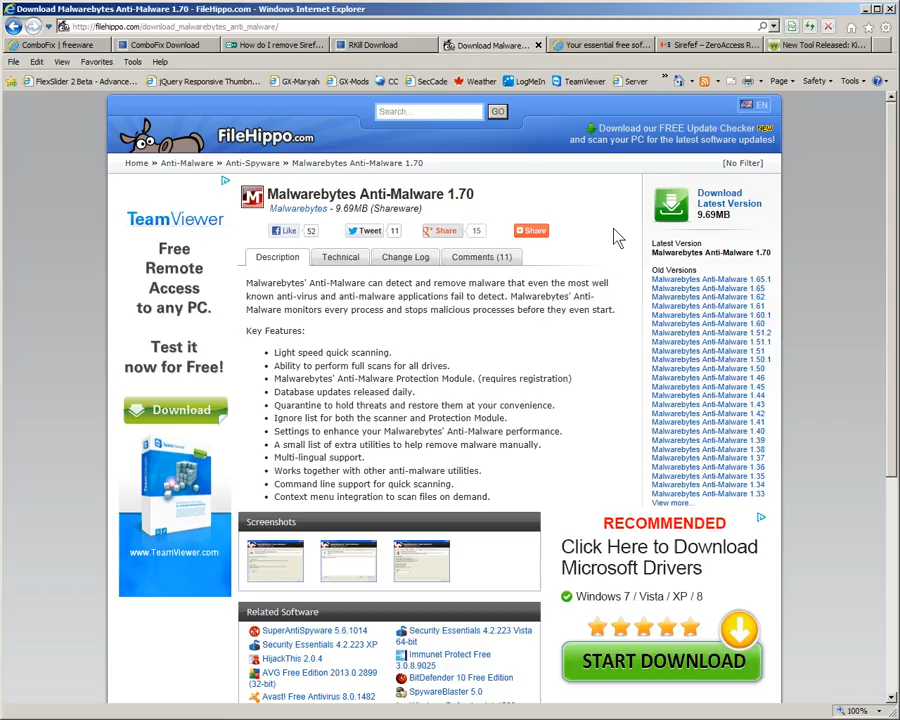 Download Malwarebytes Anti-Malware 1.70 - FileHippo.com - Windows Internet Explorer
http://filehippo.com/download_malwarebytes_anti_malware/
ComboFix | freeware
ComboFix Download
How do I remove Siref...
RKill Download
Download Malware...
Your essential free sof...
Sirefef ~ ZeroAccess R...
New Tool Released: Ki...
File Edit View Favorites Tools Help
FlexSlider 2 Beta - Advance...
jQuery Responsive Thumbn...
GX-Maryah
GX-Mods
CC
SecCade
Weather
LogMeIn
TeamViewer
Server
Page
Safety
Tools
Search...
GO
EN
FileHippo.com
Download our FREE Update Checker NEW
and scan your PC for the latest software updates!
Home » Anti-Malware » Anti-Spyware » Malwarebytes Anti-Malware 1.70
[No Filter]
TeamViewer
Free
Remote
Access
to any PC.
Test it
now for Free!
Download
www.TeamViewer.com
Malwarebytes Anti-Malware 1.70
Malwarebytes - 9.69MB (Shareware)
Like 52
Tweet 11
Share 15
Share
Description
Technical
Change Log
Comments (11)
Malwarebytes' Anti-Malware can detect and remove malware that even the most well
known anti-virus and anti-malware applications fail to detect. Malwarebytes' Anti-
Malware monitors every process and stops malicious processes before they even start.
Key Features:
Light speed quick scanning.
Ability to perform full scans for all drives.
Malwarebytes' Anti-Malware Protection Module. (requires registration)
Database updates released daily.
Quarantine to hold threats and restore them at your convenience.
Ignore list for both the scanner and Protection Module.
Settings to enhance your Malwarebytes' Anti-Malware performance.
A small list of extra utilities to help remove malware manually.
Multi-lingual support.
Works together with other anti-malware utilities.
Command line support for quick scanning.
Context menu integration to scan files on demand.
Screenshots
Related Software
SuperAntiSpyware 5.6.1014
Security Essentials 4.2.223 XP
HijackThis 2.0.4
AVG Free Edition 2013.0.2899
(32-bit)
Avast! Free Antivirus 8.0.1482
Security Essentials 4.2.223 Vista
64-bit
Immunet Protect Free
3.0.8.9025
BitDefender 10 Free Edition
SpywareBlaster 5.0
Download
Latest Version
9.69MB
Latest Version
Malwarebytes Anti-Malware 1.70
Old Versions
Malwarebytes Anti-Malware 1.65.1
Malwarebytes Anti-Malware 1.65
Malwarebytes Anti-Malware 1.62
Malwarebytes Anti-Malware 1.61
Malwarebytes Anti-Malware 1.60.1
Malwarebytes Anti-Malware 1.60
Malwarebytes Anti-Malware 1.51.2
Malwarebytes Anti-Malware 1.51.1
Malwarebytes Anti-Malware 1.51
Malwarebytes Anti-Malware 1.50.1
Malwarebytes Anti-Malware 1.50
Malwarebytes Anti-Malware 1.46
Malwarebytes Anti-Malware 1.45
Malwarebytes Anti-Malware 1.44
Malwarebytes Anti-Malware 1.43
Malwarebytes Anti-Malware 1.42
Malwarebytes Anti-Malware 1.41
Malwarebytes Anti-Malware 1.40
Malwarebytes Anti-Malware 1.39
Malwarebytes Anti-Malware 1.38
Malwarebytes Anti-Malware 1.37
Malwarebytes Anti-Malware 1.36
Malwarebytes Anti-Malware 1.35
Malwarebytes Anti-Malware 1.34
Malwarebytes Anti-Malware 1.33
View more...
RECOMMENDED
Click Here to Download
Microsoft Drivers
Windows 7 / Vista / XP / 8
START DOWNLOAD
100%